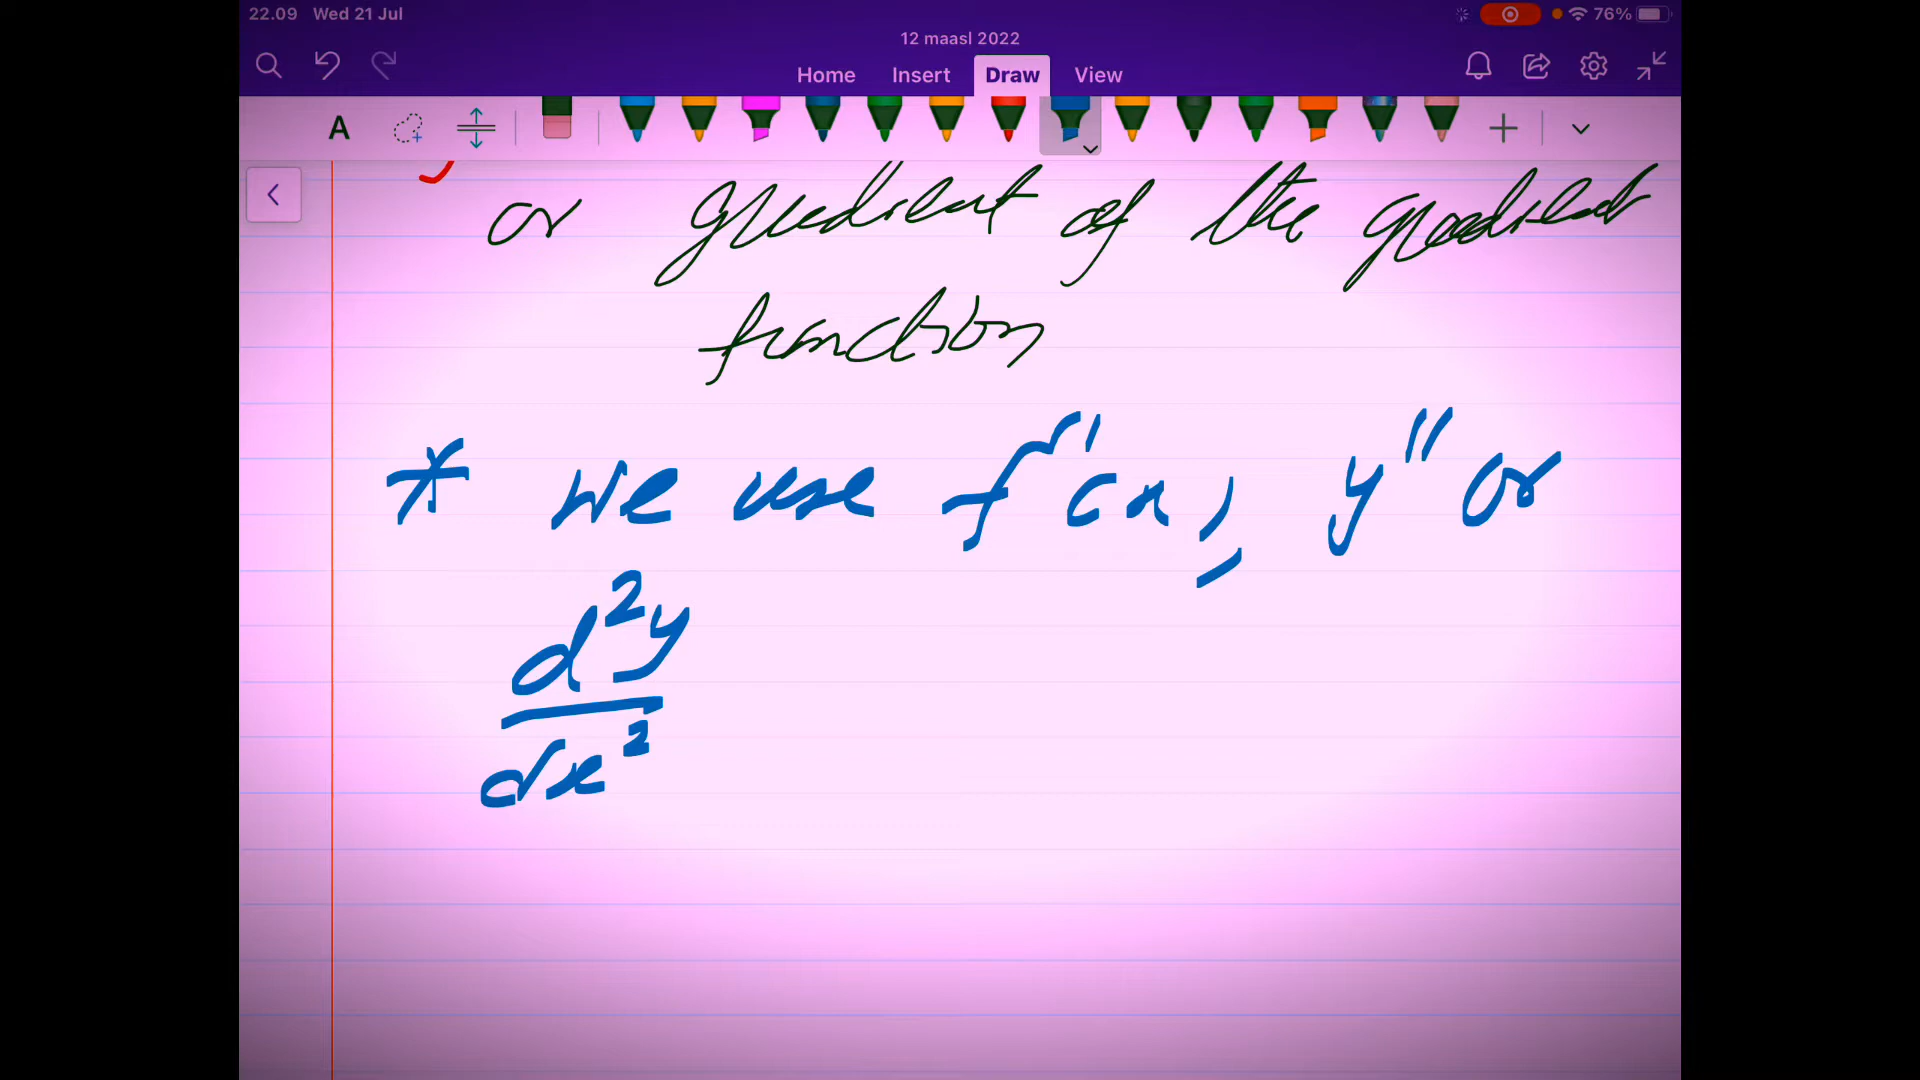 22.09 Wed 21 Jul 76%
12 maasl 2022
Home Insert Draw View
A
or gradient of the gradient
function
* we use f''(x), y'' or
d²y
dx²